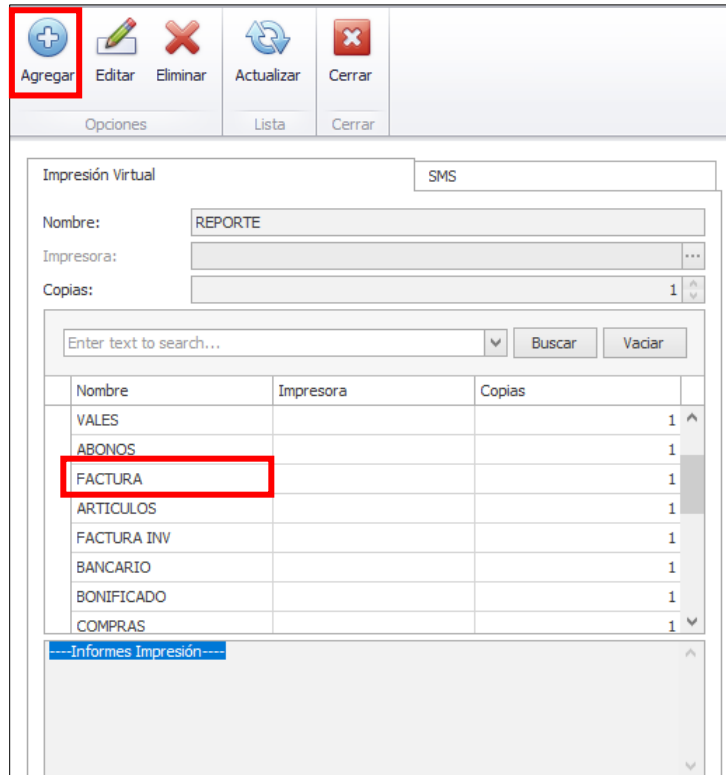 Agregar Editar Eliminar Actualizar Cerrar
Opciones Lista Cerrar
Impresión Virtual SMS
Nombre: REPORTE
Impresora: ...
Copias: 1
Enter text to search... Buscar Vaciar
Nombre Impresora Copias
VALES 1
ABONOS 1
FACTURA 1
ARTICULOS 1
FACTURA INV 1
BANCARIO 1
BONIFICADO 1
COMPRAS 1
----Informes Impresión----